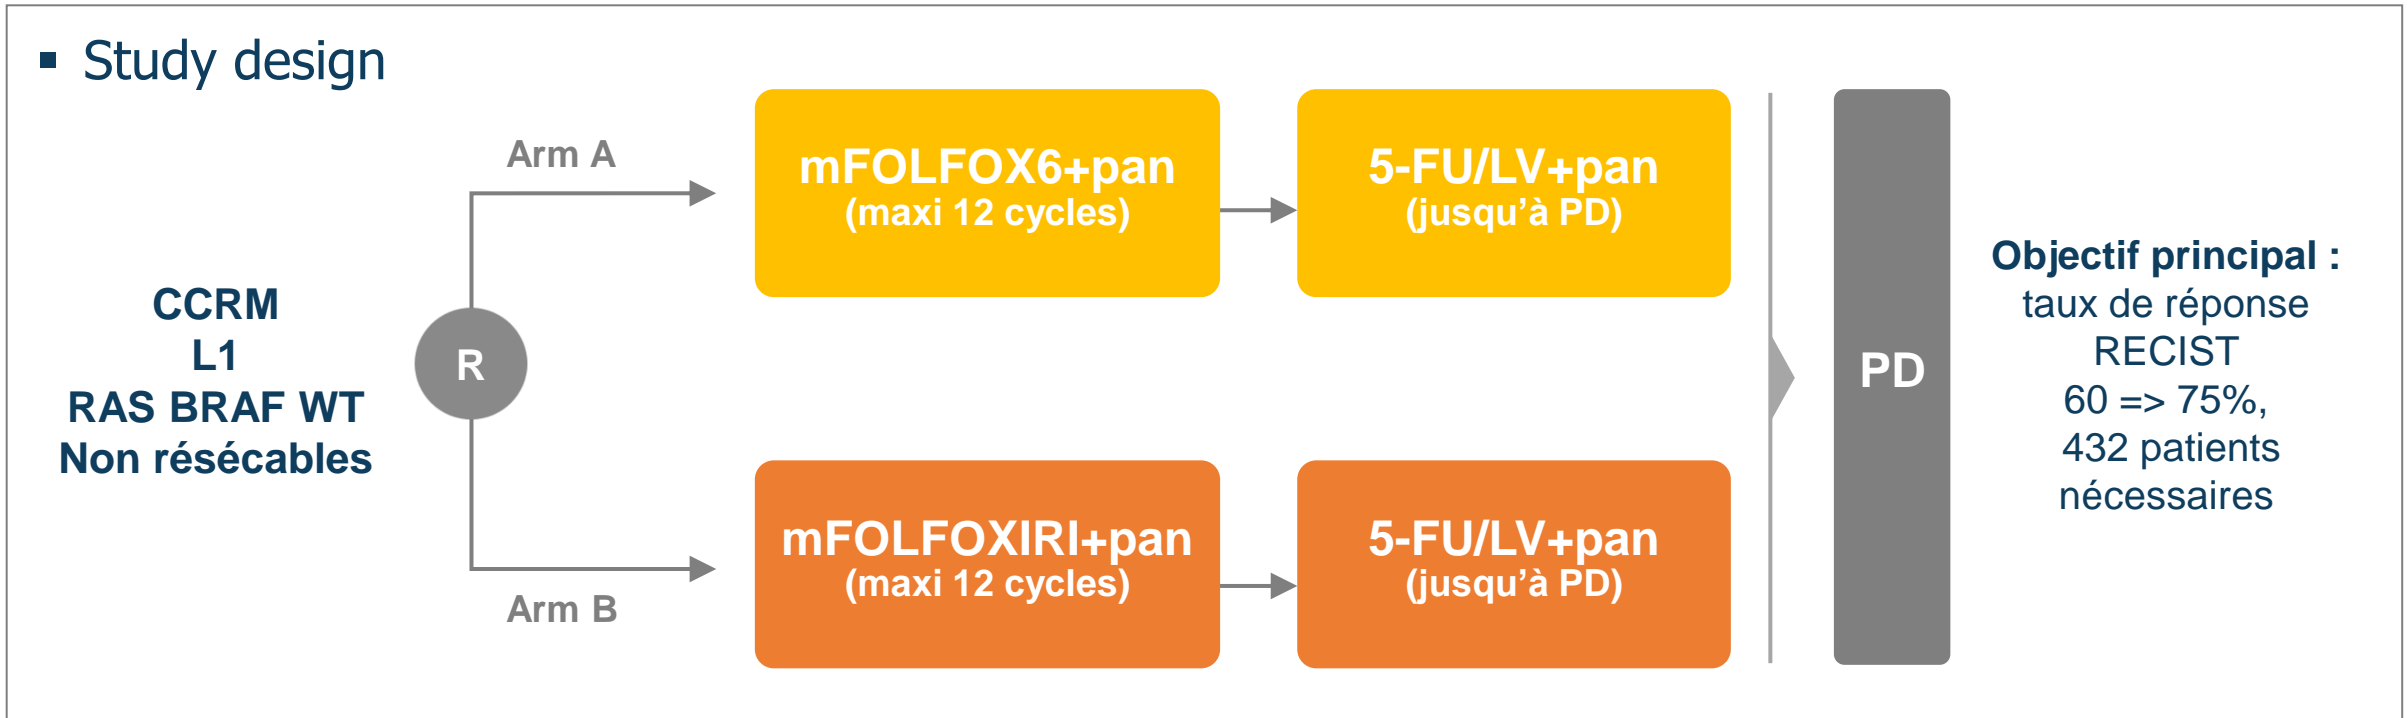 Study design
Arm A
mFOLFOX6+pan
(maxi 12 cycles)
5-FU/LV+pan
(jusqu’à PD)
CCRM
L1
RAS BRAF WT
Non résécables
R
Arm B
mFOLFOXIRI+pan
(maxi 12 cycles)
5-FU/LV+pan
(jusqu’à PD)
PD
Objectif principal :
taux de réponse
RECIST
60 => 75%,
432 patients
nécessaires